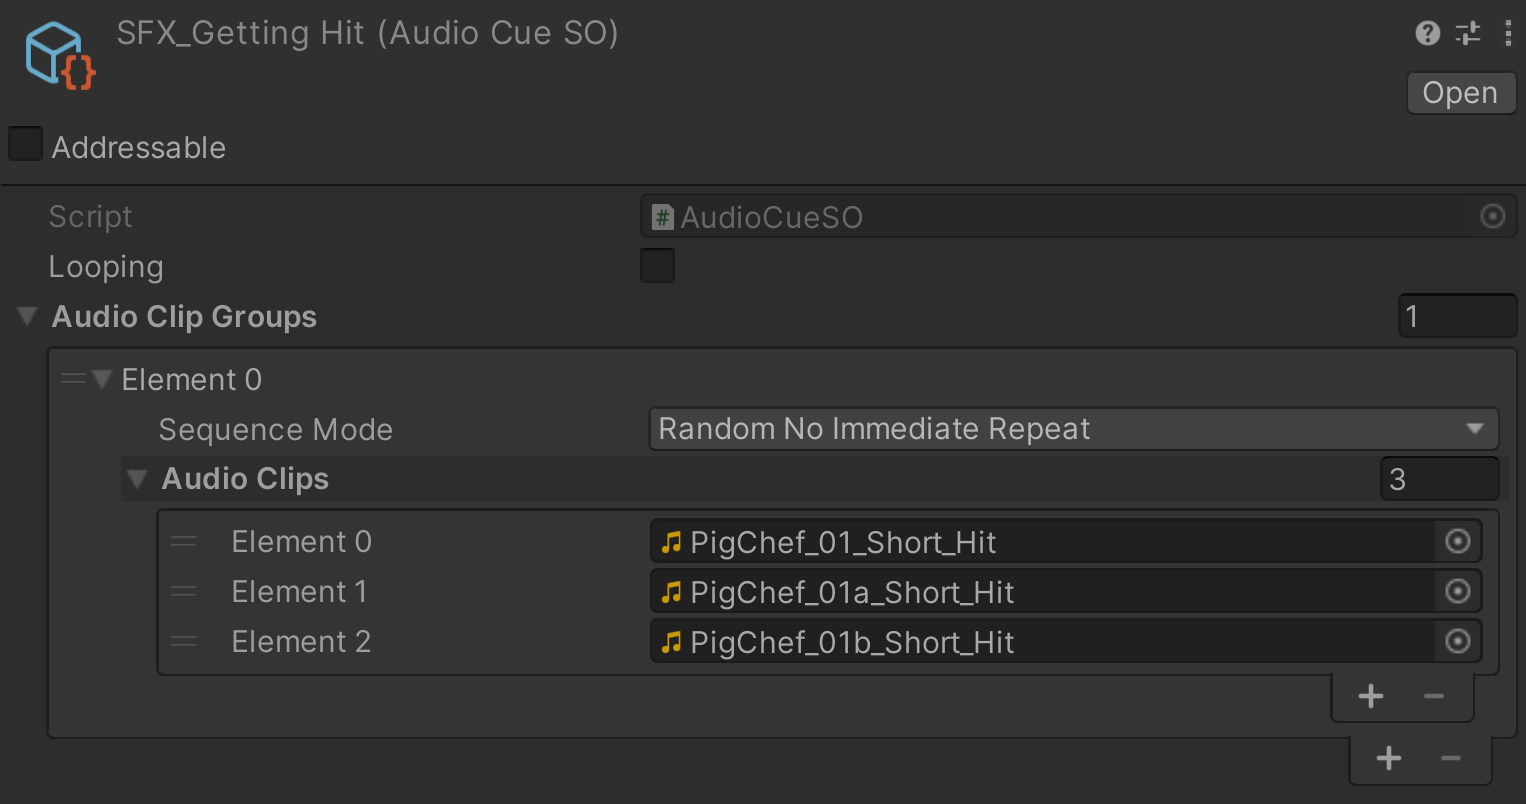 SFX_Getting Hit (Audio Cue SO)
Open
Addressable
Script
AudioCueSO
Looping
Audio Clip Groups
1
Element 0
Sequence Mode
Random No Immediate Repeat
Audio Clips
3
Element 0
PigChef_01_Short_Hit
Element 1
PigChef_01a_Short_Hit
Element 2
PigChef_01b_Short_Hit